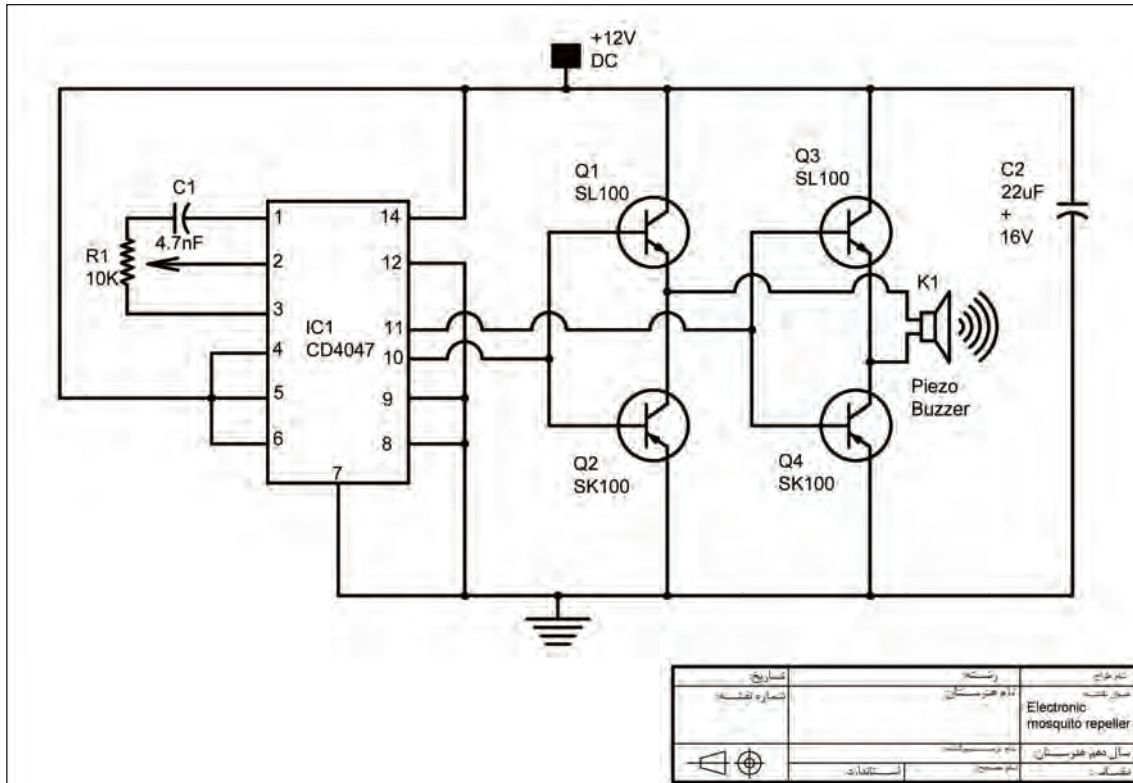 +12V
DC
C1
4.7nF
R1
10K
1
2
3
4
5
6
7
14
12
11
10
9
8
IC1
CD4047
Q1
SL100
Q2
SK100
Q3
SL100
Q4
SK100
K1
Piezo
Buzzer
C2
22uF
+
16V
رشته:
نام هنرستان
شماره نقشه:
Electronic
mosquito repeller
سال دهم هنرستان
استاندارد: